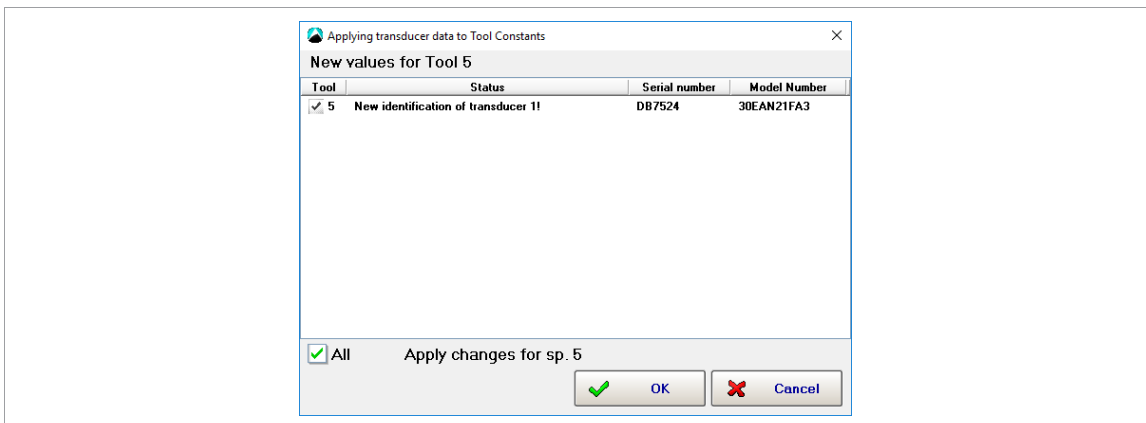 Applying transducer data to Tool Constants
New values for Tool 5
Tool Status Serial number Model Number
5 New identification of transducer 1! DB7524 30EAN21FA3
All Apply changes for sp. 5
OK Cancel